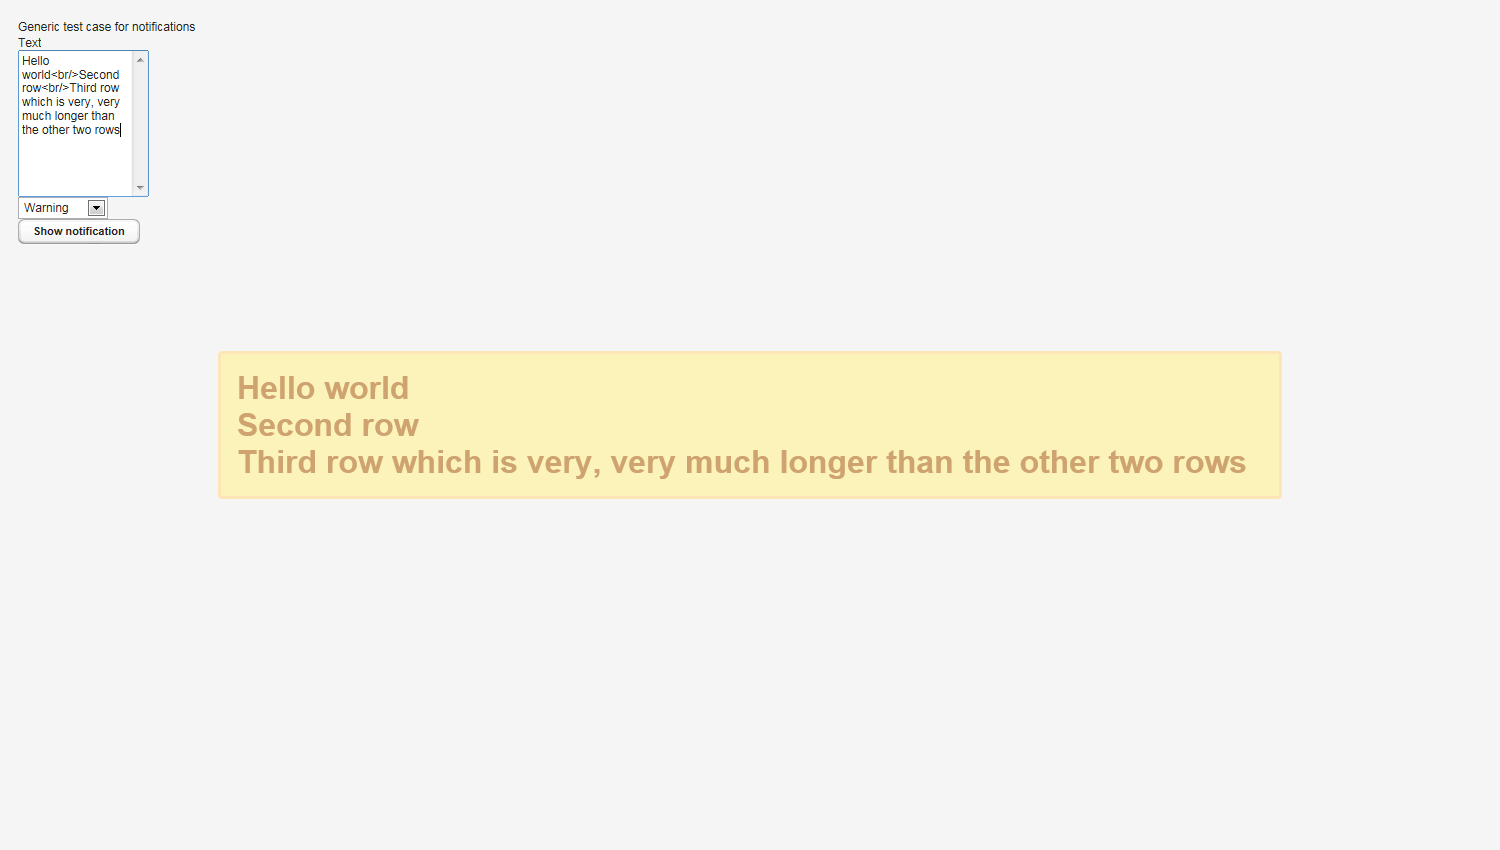 Generic test case for notifications
Text
Hello
world<br/>Second
row<br/>Third row
which is very, very
much longer than
the other two rows
Warning
Show notification
Hello world
Second row
Third row which is very, very much longer than the other two rows